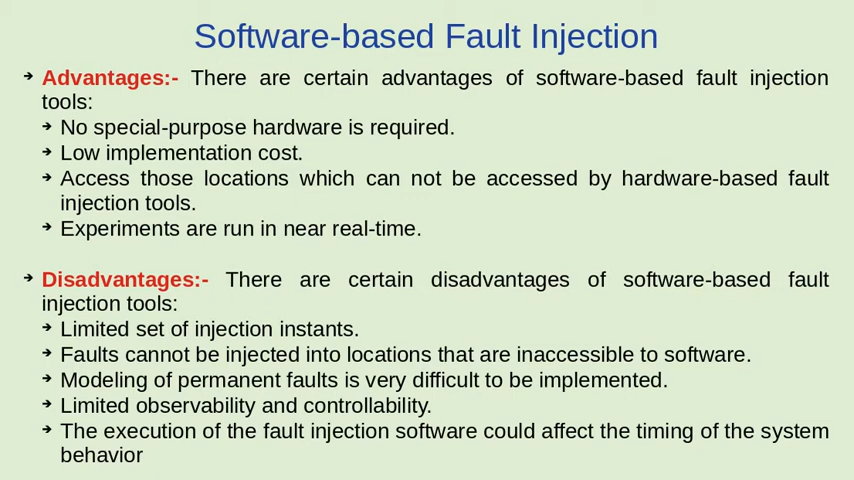 Software-based Fault Injection
Advantages:- There are certain advantages of software-based fault injection
tools:
No special-purpose hardware is required.
Low implementation cost.
Access those locations which can not be accessed by hardware-based fault
injection tools.
Experiments are run in near real-time.
Disadvantages:- There are certain disadvantages of software-based fault
injection tools:
Limited set of injection instants.
Faults cannot be injected into locations that are inaccessible to software.
Modeling of permanent faults is very difficult to be implemented.
Limited observability and controllability.
The execution of the fault injection software could affect the timing of the system
behavior